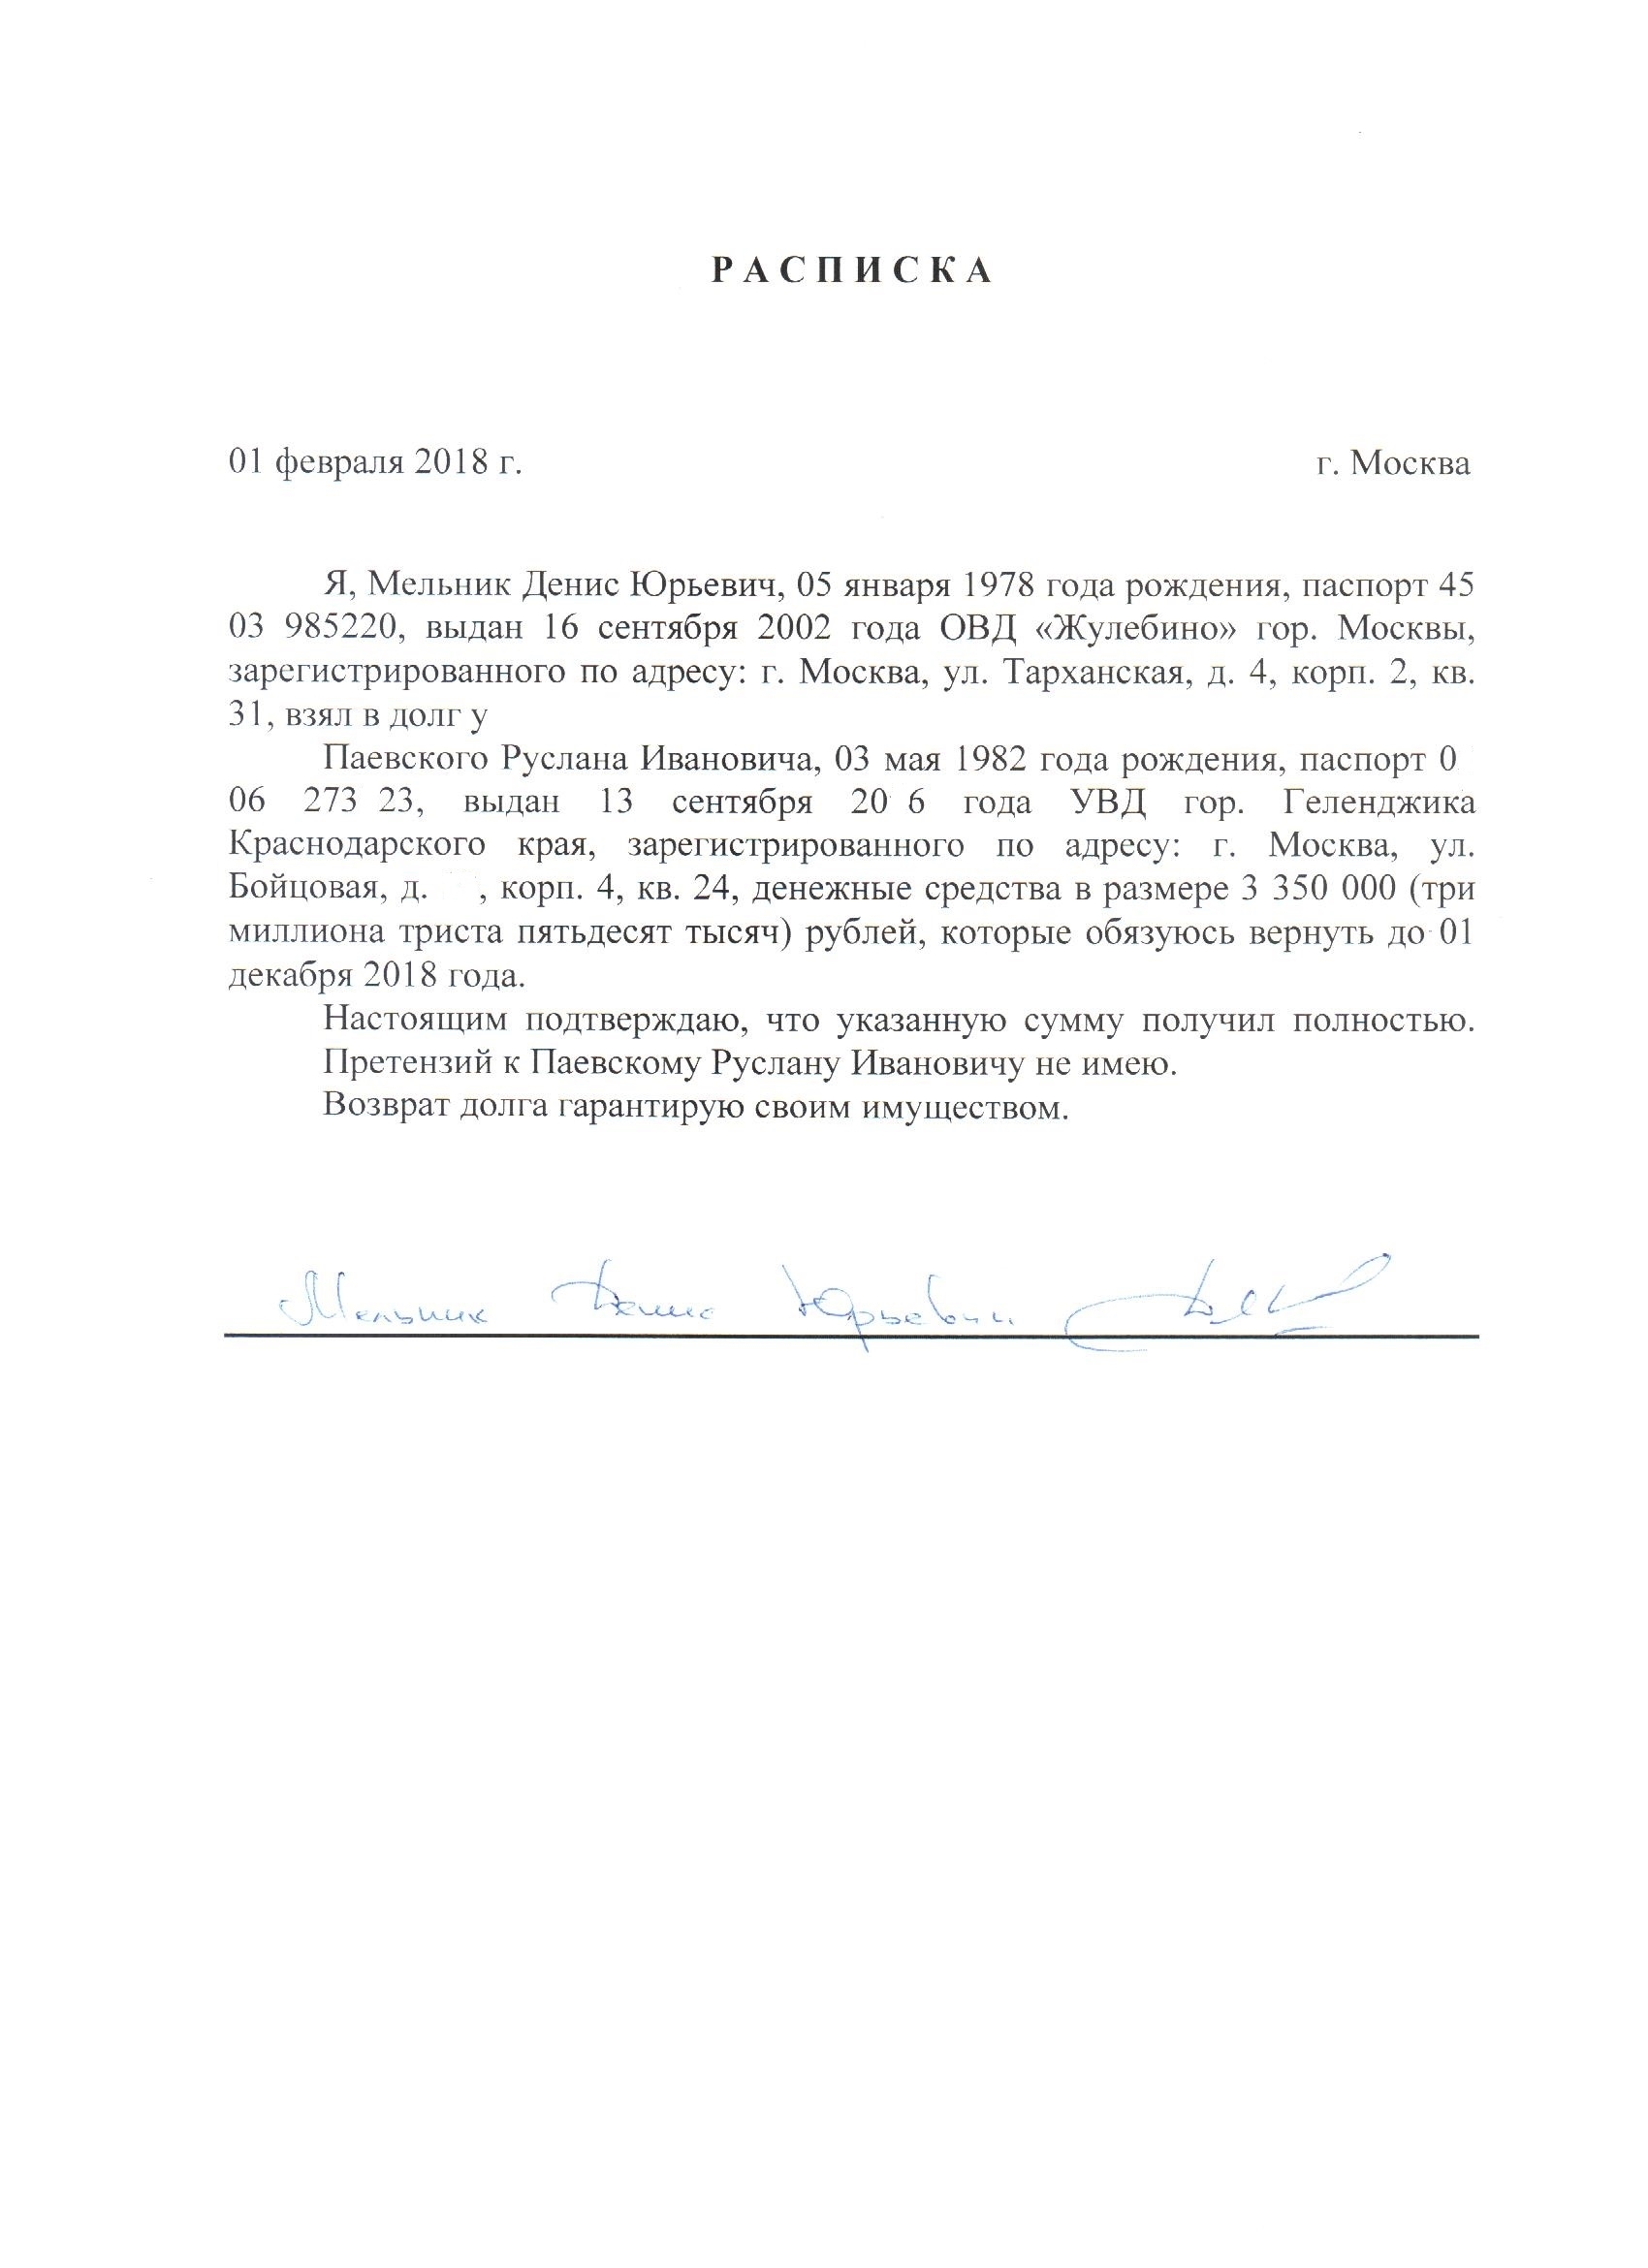 РАСПИСКА
01 февраля 2018 г. г. Москва
Я, Мельник Денис Юрьевич, 05 января 1978 года рождения, паспорт 45
03 985220, выдан 16 сентября 2002 года ОВД «Жулебино» гор. Москвы,
зарегистрированного по адресу: г. Москва, ул. Тарханская, д. 4, корп. 2, кв.
31, взял в долг у
Паевского Руслана Ивановича, 03 мая 1982 года рождения, паспорт 0
06 273 23, выдан 13 сентября 20 6 года УВД гор. Геленджика
Краснодарского края, зарегистрированного по адресу: г. Москва, ул.
Бойцовая, д. , корп. 4, кв. 24, денежные средства в размере 3 350 000 (три
миллиона триста пятьдесят тысяч) рублей, которые обязуюсь вернуть до 01
декабря 2018 года.
Настоящим подтверждаю, что указанную сумму получил полностью.
Претензий к Паевскому Руслану Ивановичу не имею.
Возврат долга гарантирую своим имуществом.
Мельник Денис Юрьевич